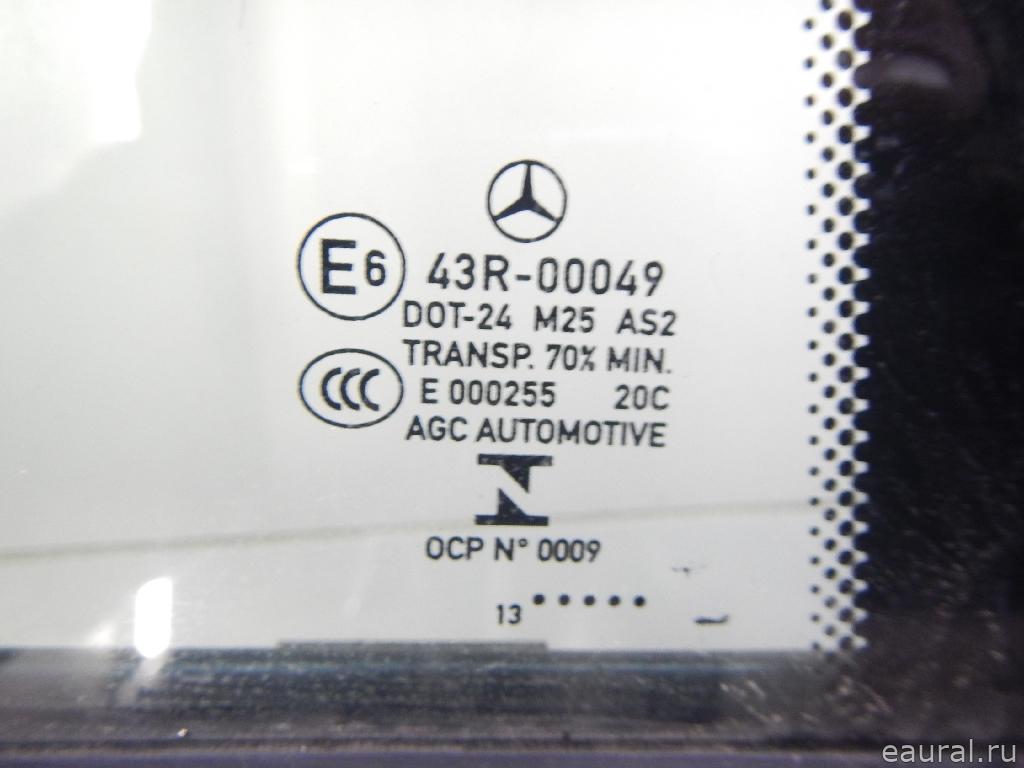 E6 43R-00049
DOT-24 M25 AS2
TRANSP. 70% MIN.
CCC E 000255 20C
AGC AUTOMOTIVE
OCP N° 0009
13 •••••
eaural.ru